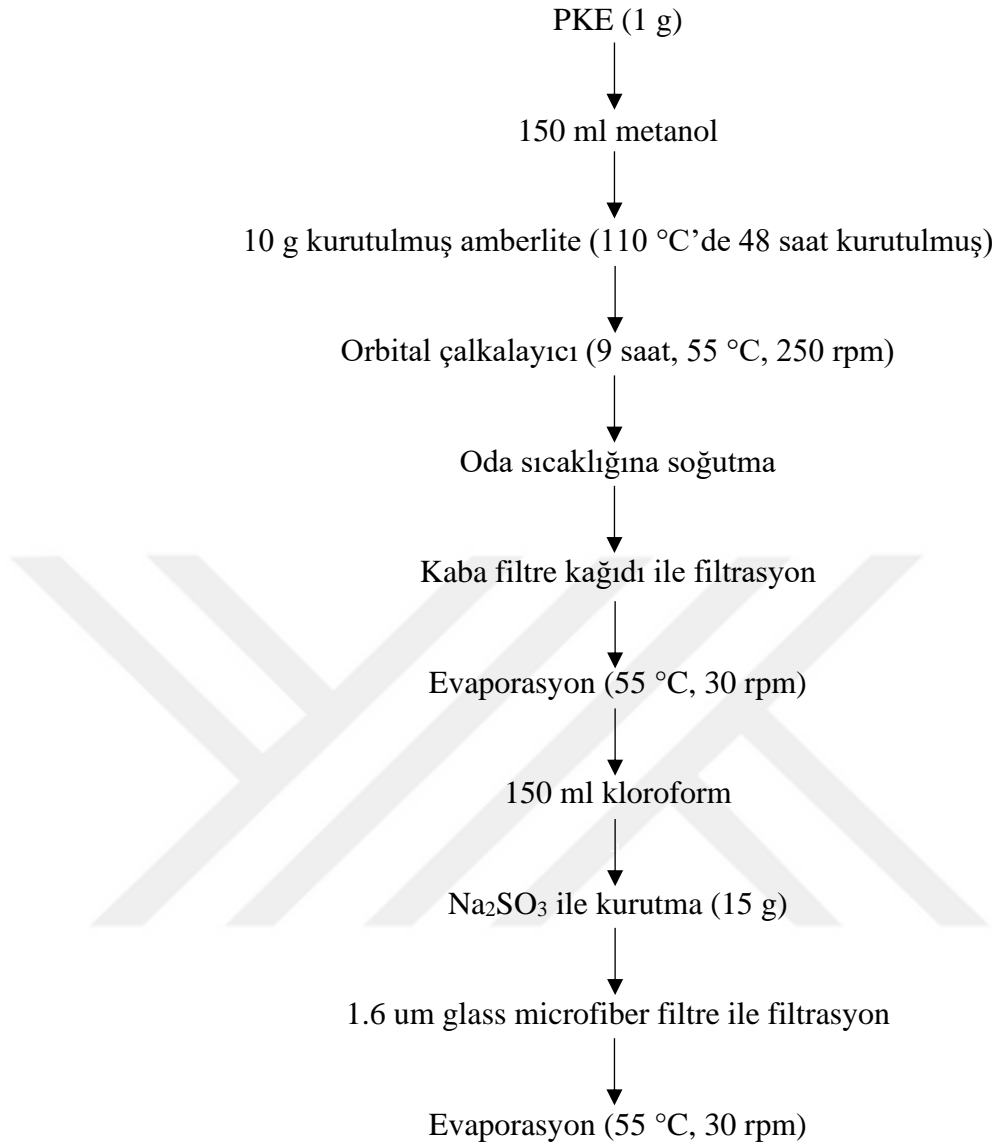 PKE (1 g)
150 ml metanol
10 g kurutulmuş amberlite (110 °C’de 48 saat kurutulmuş)
Orbital çalkalayıcı (9 saat, 55 °C, 250 rpm)
Oda sıcaklığına soğutma
Kaba filtre kağıdı ile filtrasyon
Evaporasyon (55 °C, 30 rpm)
150 ml kloroform
Na₂SO₃ ile kurutma (15 g)
1.6 um glass microfiber filtre ile filtrasyon
Evaporasyon (55 °C, 30 rpm)